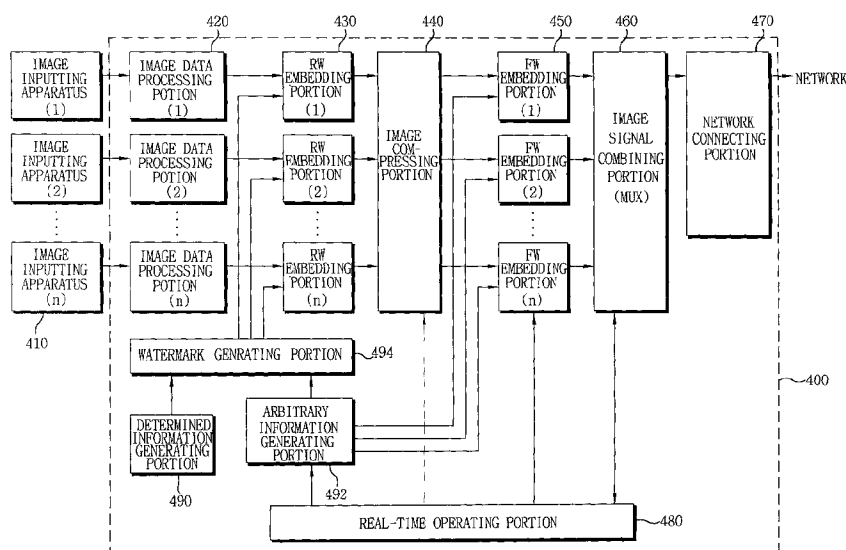 420
430
440
450
460
470
IMAGE
INPUTTING
APPARATUS
(1)
IMAGE DATA
PROCESSING
POTION
(1)
RW
EMBEDDING
PORTION
(1)
IMAGE
COM-
PRESSING
PORTION
FW
EMBEDDING
PORTION
(1)
IMAGE
SIGNAL
COMBINING
PORTION
(MUX)
NETWORK
CONNECTING
PORTION
NETWORK
IMAGE
INPUTTING
APPARATUS
(2)
IMAGE DATA
PROCESSING
POTION
(2)
RW
EMBEDDING
PORTION
(2)
FW
EMBEDDING
PORTION
(2)
IMAGE
INPUTTING
APPARATUS
(n)
IMAGE DATA
PROCESSING
POTION
(n)
RW
EMBEDDING
PORTION
(n)
FW
EMBEDDING
PORTION
(n)
410
WATERMARK GENRATING PORTION
494
400
DETERMINED
INFORMATION
GENERATING
PORTION
490
ARBITRARY
INFORMATION
GENERATING
PORTION
492
REAL-TIME OPERATING PORTION
480